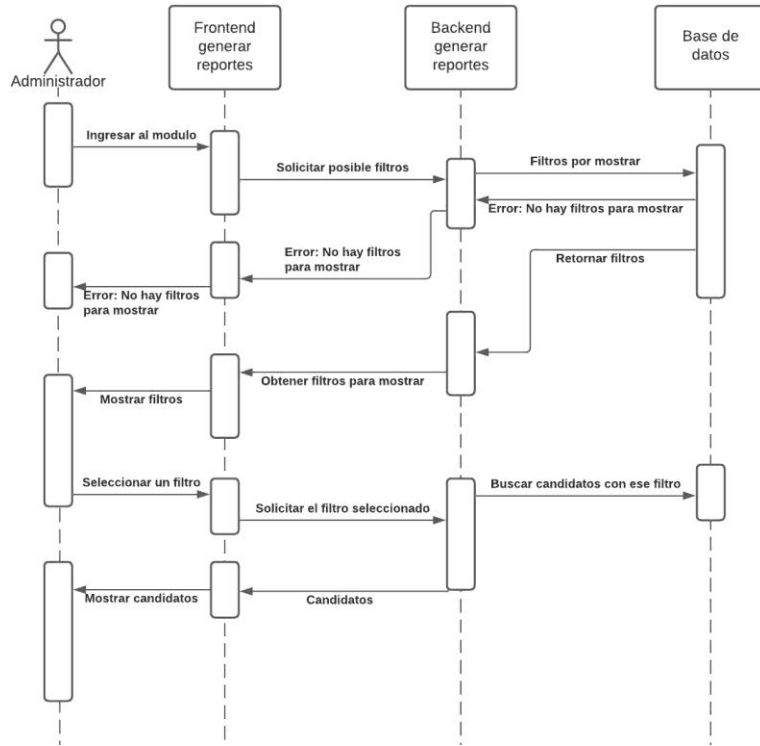 Administrador
Frontend
generar
reportes
Backend
generar
reportes
Base de
datos
Ingresar al modulo
Solicitar posible filtros
Filtros por mostrar
Error: No hay filtros para mostrar
Error: No hay filtros
para mostrar
Retornar filtros
Error: No hay filtros
para mostrar
Obtener filtros para mostrar
Mostrar filtros
Seleccionar un filtro
Buscar candidatos con ese filtro
Solicitar el filtro seleccionado
Mostrar candidatos
Candidatos